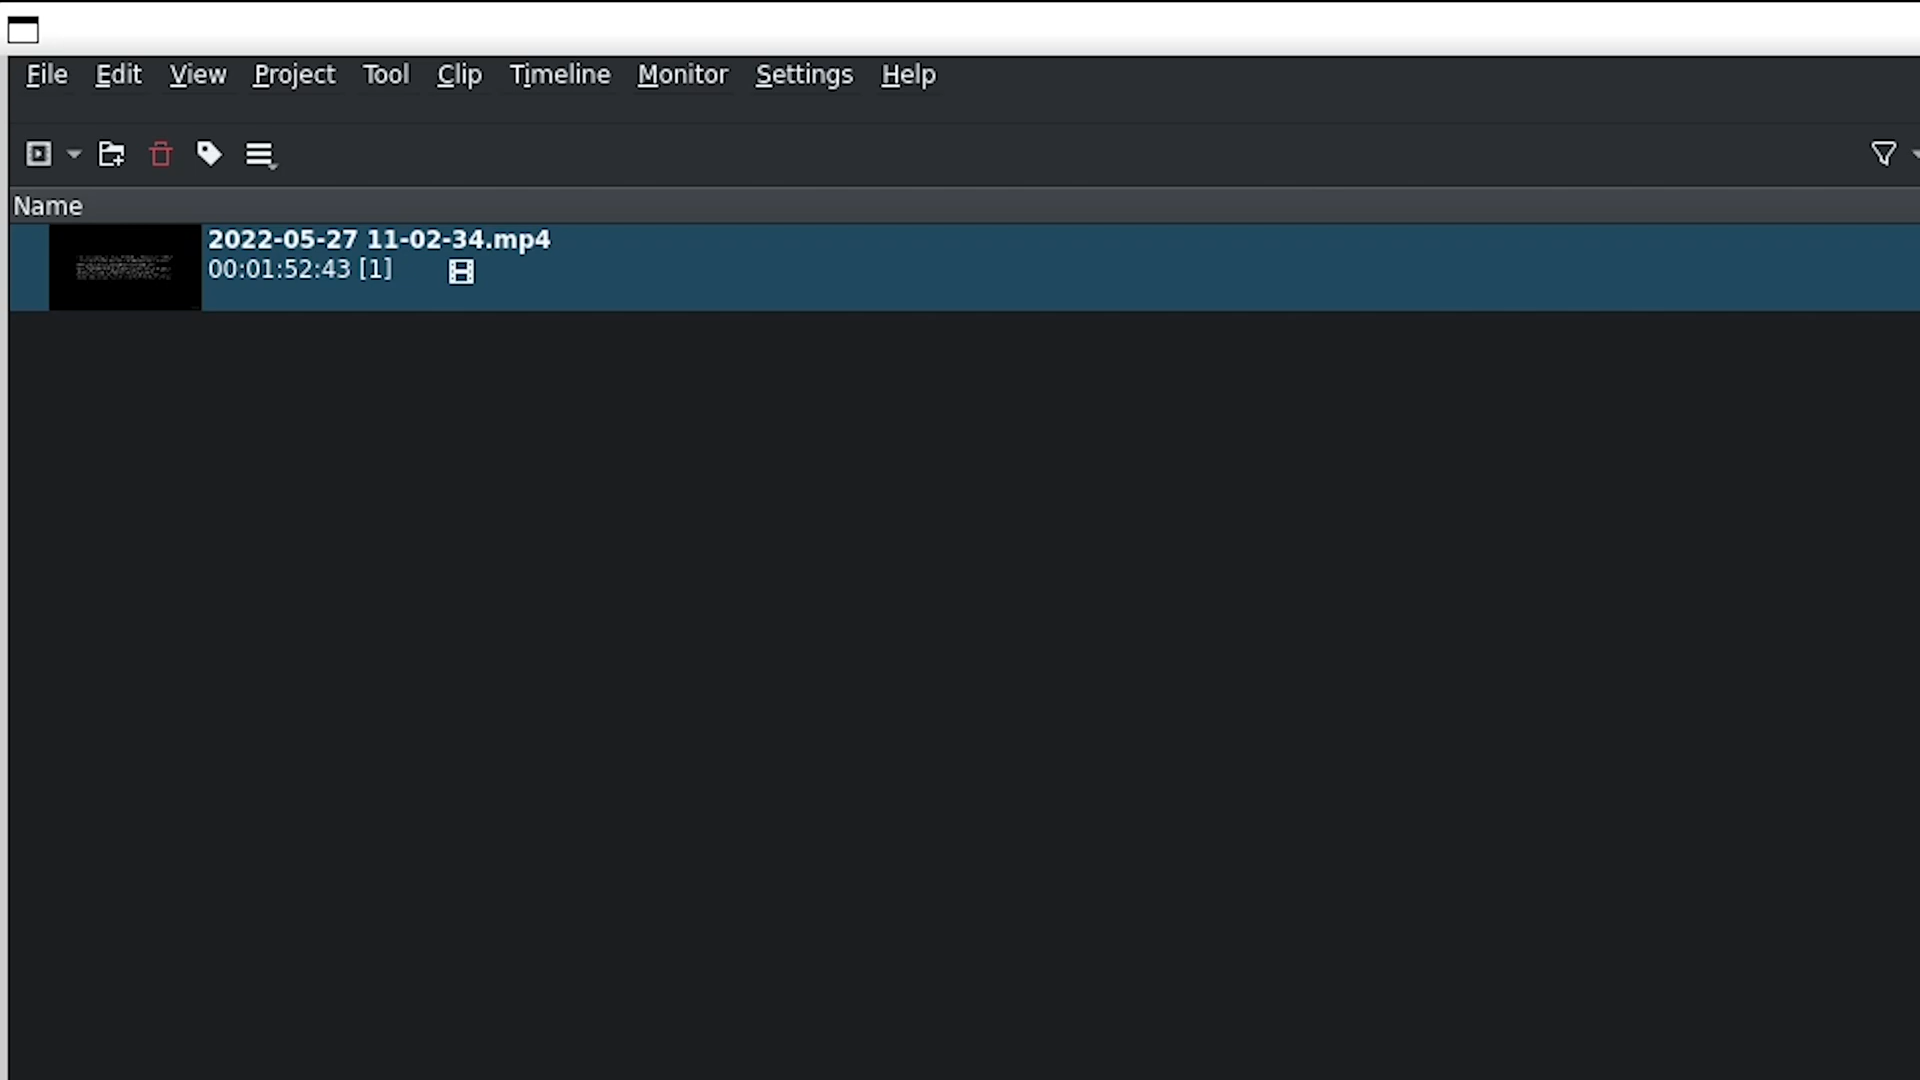 File Edit View Project Tool Clip Timeline Monitor Settings Help
Name
2022-05-27 11-02-34.mp4
00:01:52:43 [1]